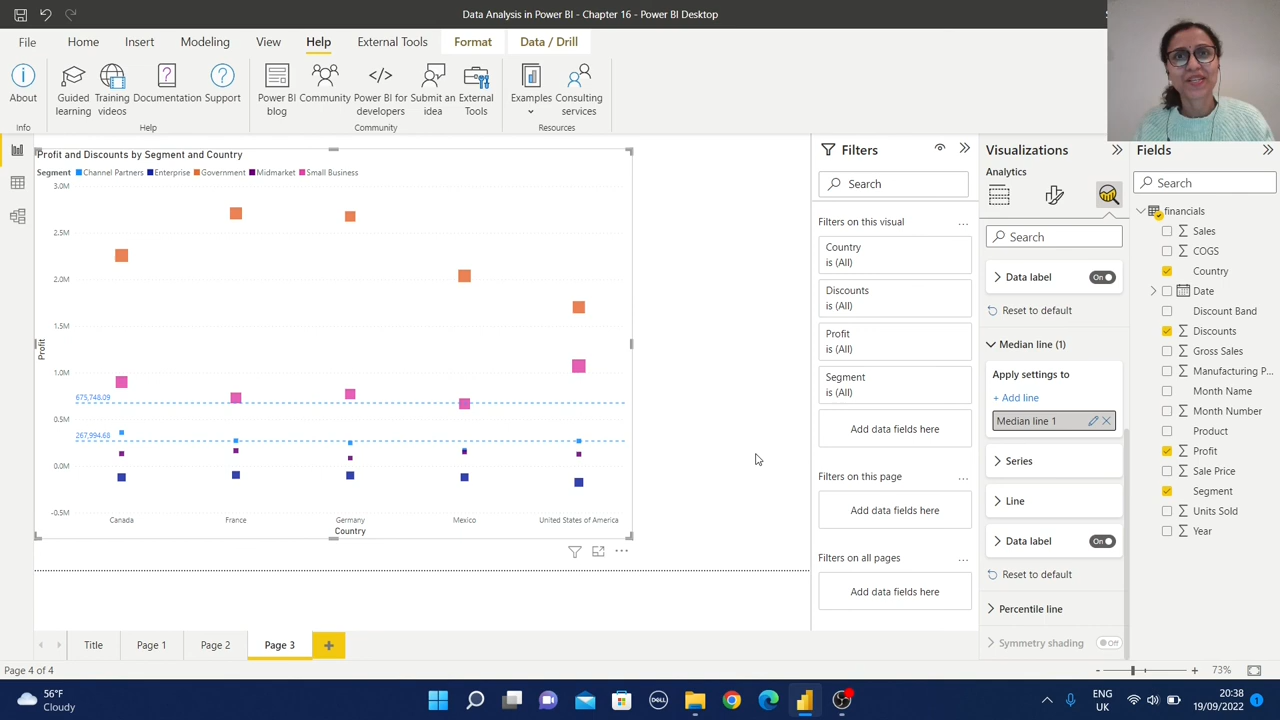 Data Analysis in Power BI - Chapter 16 - Power BI Desktop
File Home Insert Modeling View Help External Tools Format Data / Drill
About
Guided learning
Training videos
Documentation
Support
Power BI blog
Community
Power BI for developers
Submit an idea
External Tools
Examples
Consulting services
Info Help Community Resources
Profit and Discounts by Segment and Country
Segment Channel Partners Enterprise Government Midmarket Small Business
3.0M
2.5M
2.0M
1.5M
1.0M
675,748.09
0.5M
267,994.68
0.0M
-0.5M
Profit
Canada France Germany Mexico United States of America
Country
Filters
Search
Filters on this visual ...
Country
is (All)
Discounts
is (All)
Profit
is (All)
Segment
is (All)
Add data fields here
Filters on this page ...
Add data fields here
Filters on all pages ...
Add data fields here
Visualizations
Analytics
Search
Data label On
Reset to default
Median line (1)
Apply settings to
+ Add line
Median line 1
Series
Line
Data label On
Reset to default
Percentile line
Symmetry shading Off
Fields
Search
financials
Sales
COGS
Country
Date
Discount Band
Discounts
Gross Sales
Manufacturing P...
Month Name
Month Number
Product
Profit
Sale Price
Segment
Units Sold
Year
Title Page 1 Page 2 Page 3 +
Page 4 of 4
- + 73%
56°F
Cloudy
DELL
ENG
UK
20:38
19/09/2022
1